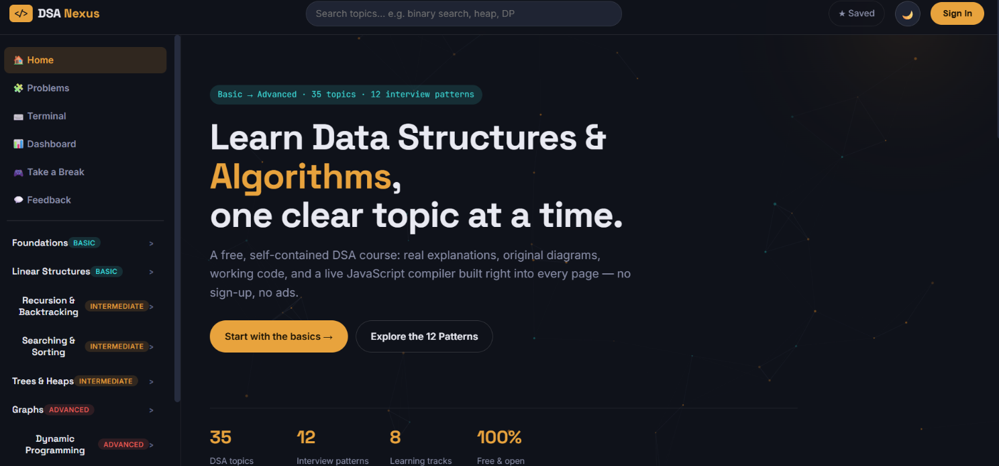 </> DSA Nexus
Search topics... e.g. binary search, heap, DP
★ Saved
Sign In
Home
Problems
Terminal
Dashboard
Take a Break
Feedback
Foundations BASIC >
Linear Structures BASIC >
Recursion &
Backtracking INTERMEDIATE >
Searching &
Sorting INTERMEDIATE >
Trees & Heaps INTERMEDIATE >
Graphs ADVANCED >
Dynamic
Programming ADVANCED >
Basic → Advanced · 35 topics · 12 interview patterns
Learn Data Structures &
Algorithms,
one clear topic at a time.
A free, self-contained DSA course: real explanations, original diagrams,
working code, and a live JavaScript compiler built right into every page — no
sign-up, no ads.
Start with the basics →
Explore the 12 Patterns
35
DSA topics
12
Interview patterns
8
Learning tracks
100%
Free & open